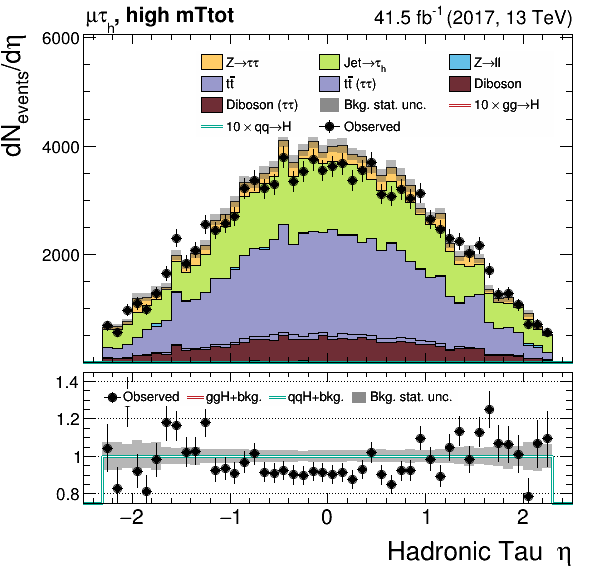 μτh, high mTtot
41.5 fb⁻¹ (2017, 13 TeV)
dNevents/dη
6000
4000
2000
Z→ττ
Jet→τh
Z→ll
tt̄
tt̄ (ττ)
Diboson
Diboson (ττ)
Bkg. stat. unc.
10 × gg→H
10 × qq→H
Observed
1.4
1.2
1
0.8
Observed
ggH+bkg.
qqH+bkg.
Bkg. stat. unc.
−2
−1
0
1
2
Hadronic Tau η